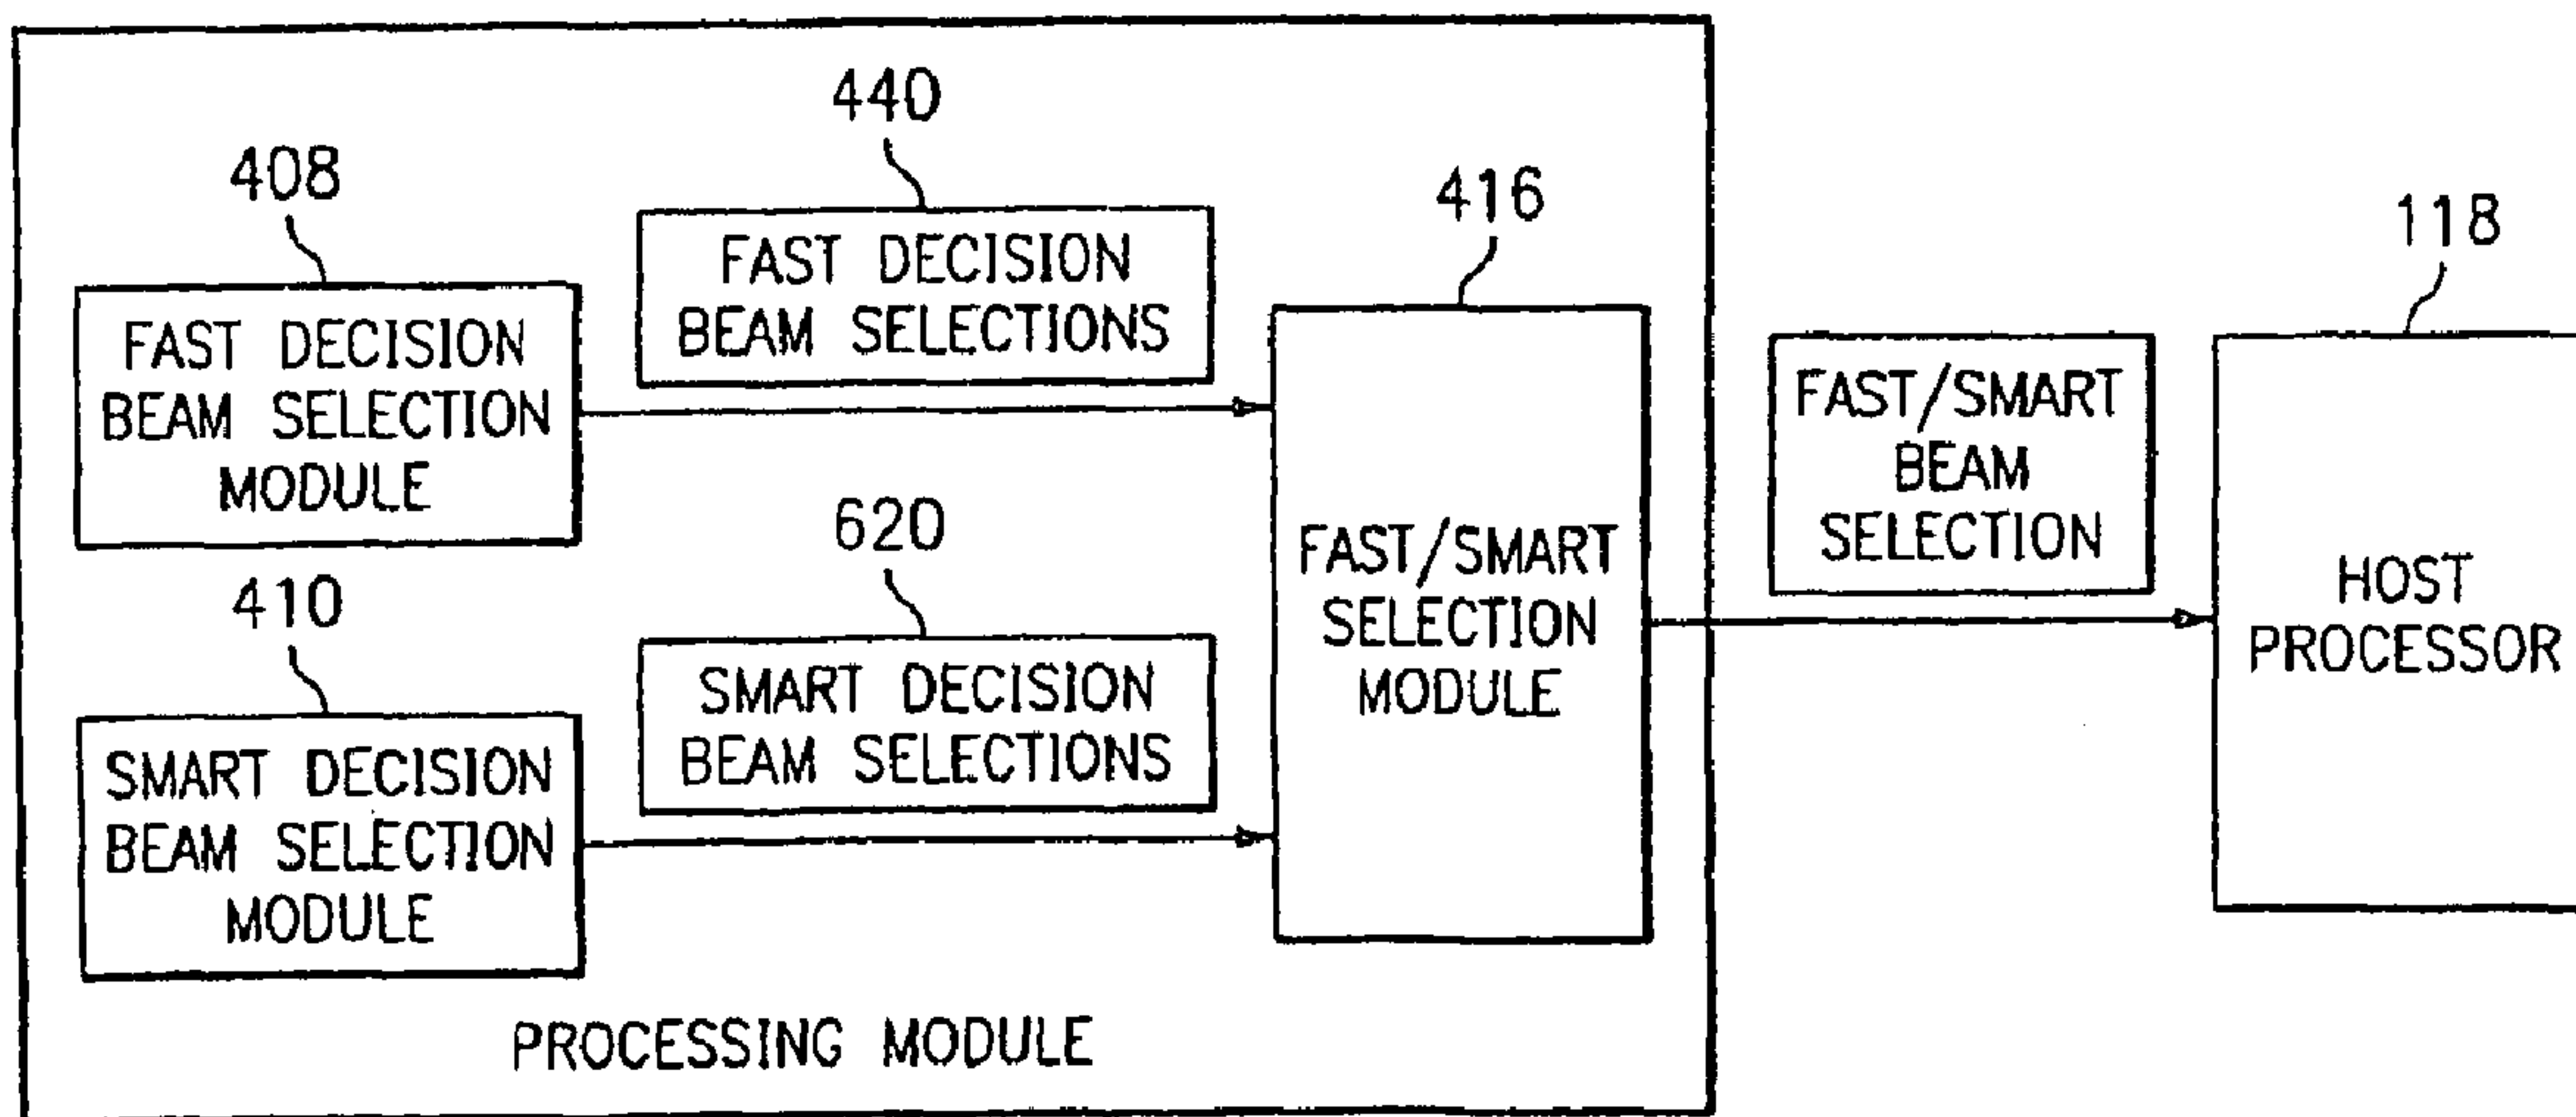 440
408
FAST DECISION
BEAM SELECTIONS
416
118
FAST DECISION
BEAM SELECTION
MODULE
FAST/SMART
BEAM
SELECTION
620
410
SMART DECISION
BEAM SELECTIONS
FAST/SMART
SELECTION
MODULE
HOST
PROCESSOR
SMART DECISION
BEAM SELECTION
MODULE
PROCESSING MODULE